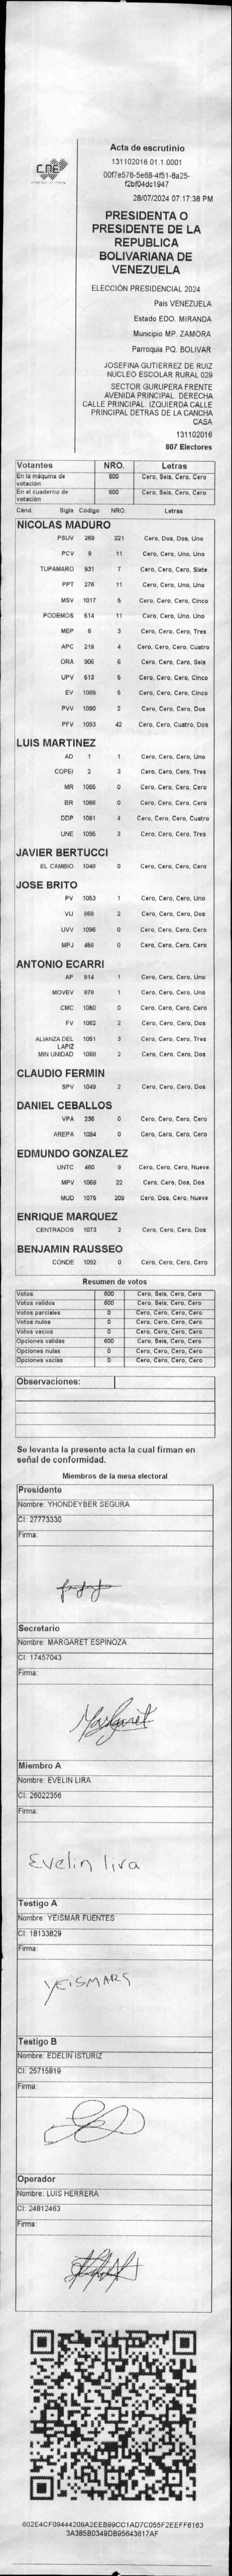 CNE
Acta de escrutinio
131102016.01.1.0001
00f7e576-5e68-4f51-8a25-
f2bf04dc1947
28/07/2024 07:17:38 PM
PRESIDENTA O
PRESIDENTE DE LA
REPUBLICA
BOLIVARIANA DE
VENEZUELA
ELECCIÓN PRESIDENCIAL 2024
Pais VENEZUELA
Estado EDO. MIRANDA
Municipio MP. ZAMORA
Parroquia PQ. BOLIVAR
JOSEFINA GUTIERREZ DE RUIZ
NUCLEO ESCOLAR RURAL 029
SECTOR GURUPERA FRENTE
AVENIDA PRINCIPAL. DERECHA
CALLE PRINCIPAL. IZQUIERDA CALLE
PRINCIPAL DETRAS DE LA CANCHA
CASA
131102016
807 Electores
Votantes NRO. Letras
En la máquina de votación 600 Cero, Seis, Cero, Cero
En el cuaderno de votación 600 Cero, Seis, Cero, Cero
Cand. Sigla Código NRO. Letras
NICOLAS MADURO
PSUV 269 221 Cero, Dos, Dos, Uno
PCV 9 11 Cero, Cero, Uno, Uno
TUPAMARO 931 7 Cero, Cero, Cero, Siete
PPT 276 11 Cero, Cero, Uno, Uno
MSV 1017 5 Cero, Cero, Cero, Cinco
PODEMOS 514 11 Cero, Cero, Uno, Uno
MEP 6 3 Cero, Cero, Cero, Tres
APC 219 4 Cero, Cero, Cero, Cuatro
ORA 906 6 Cero, Cero, Cero, Seis
UPV 513 5 Cero, Cero, Cero, Cinco
EV 1089 5 Cero, Cero, Cero, Cinco
PVV 1090 2 Cero, Cero, Cero, Dos
PFV 1093 42 Cero, Cero, Cuatro, Dos
LUIS MARTINEZ
AD 1 1 Cero, Cero, Cero, Uno
COPEI 2 3 Cero, Cero, Cero, Tres
MR 1065 0 Cero, Cero, Cero, Cero
BR 1066 0 Cero, Cero, Cero, Cero
DDP 1091 4 Cero, Cero, Cero, Cuatro
UNE 1095 3 Cero, Cero, Cero, Tres
JAVIER BERTUCCI
EL CAMBIO 1048 0 Cero, Cero, Cero, Cero
JOSE BRITO
PV 1053 1 Cero, Cero, Cero, Uno
VU 968 2 Cero, Cero, Cero, Dos
UVV 1096 0 Cero, Cero, Cero, Cero
MPJ 458 0 Cero, Cero, Cero, Cero
ANTONIO ECARRI
AP 914 1 Cero, Cero, Cero, Uno
MOVEV 978 1 Cero, Cero, Cero, Uno
CMC 1060 0 Cero, Cero, Cero, Cero
FV 1062 2 Cero, Cero, Cero, Dos
ALIANZA DEL LAPIZ 1051 3 Cero, Cero, Cero, Tres
MIN UNIDAD 1068 2 Cero, Cero, Cero, Dos
CLAUDIO FERMIN
SPV 1049 2 Cero, Cero, Cero, Dos
DANIEL CEBALLOS
VPA 236 0 Cero, Cero, Cero, Cero
AREPA 1094 0 Cero, Cero, Cero, Cero
EDMUNDO GONZALEZ
UNTC 460 9 Cero, Cero, Cero, Nueve
MPV 1069 22 Cero, Cero, Dos, Dos
MUD 1075 209 Cero, Dos, Cero, Nueve
ENRIQUE MARQUEZ
CENTRADOS 1073 2 Cero, Cero, Cero, Dos
BENJAMIN RAUSSEO
CONDE 1092 0 Cero, Cero, Cero, Cero
Resumen de votos
Votos 600 Cero, Seis, Cero, Cero
Votos validos 600 Cero, Seis, Cero, Cero
Votos parciales 0 Cero, Cero, Cero, Cero
Votos nulos 0 Cero, Cero, Cero, Cero
Votos vacios 0 Cero, Cero, Cero, Cero
Opciones validas 600 Cero, Seis, Cero, Cero
Opciones nulas 0 Cero, Cero, Cero, Cero
Opciones vacias 0 Cero, Cero, Cero, Cero
Observaciones:
Se levanta la presente acta la cual firman en
señal de conformidad.
Miembros de la mesa electoral
Presidente
Nombre: YHONDEYBER SEGURA
CI: 27773330
Firma:
Secretario
Nombre: MARGARET ESPINOZA
CI: 17457043
Firma:
Margaret
Miembro A
Nombre: EVELIN LIRA
CI: 26022356
Firma:
Evelin lira
Testigo A
Nombre: YEISMAR FUENTES
CI: 18133829
Firma:
YEISMARS
Testigo B
Nombre: EDELIN ISTURIZ
CI: 25715819
Firma:
Operador
Nombre: LUIS HERRERA
CI: 24812463
Firma:
602E4CF09444209A2EEB99CC1AD7C055F2EEFF6163
3A385B0349DB95643617AF